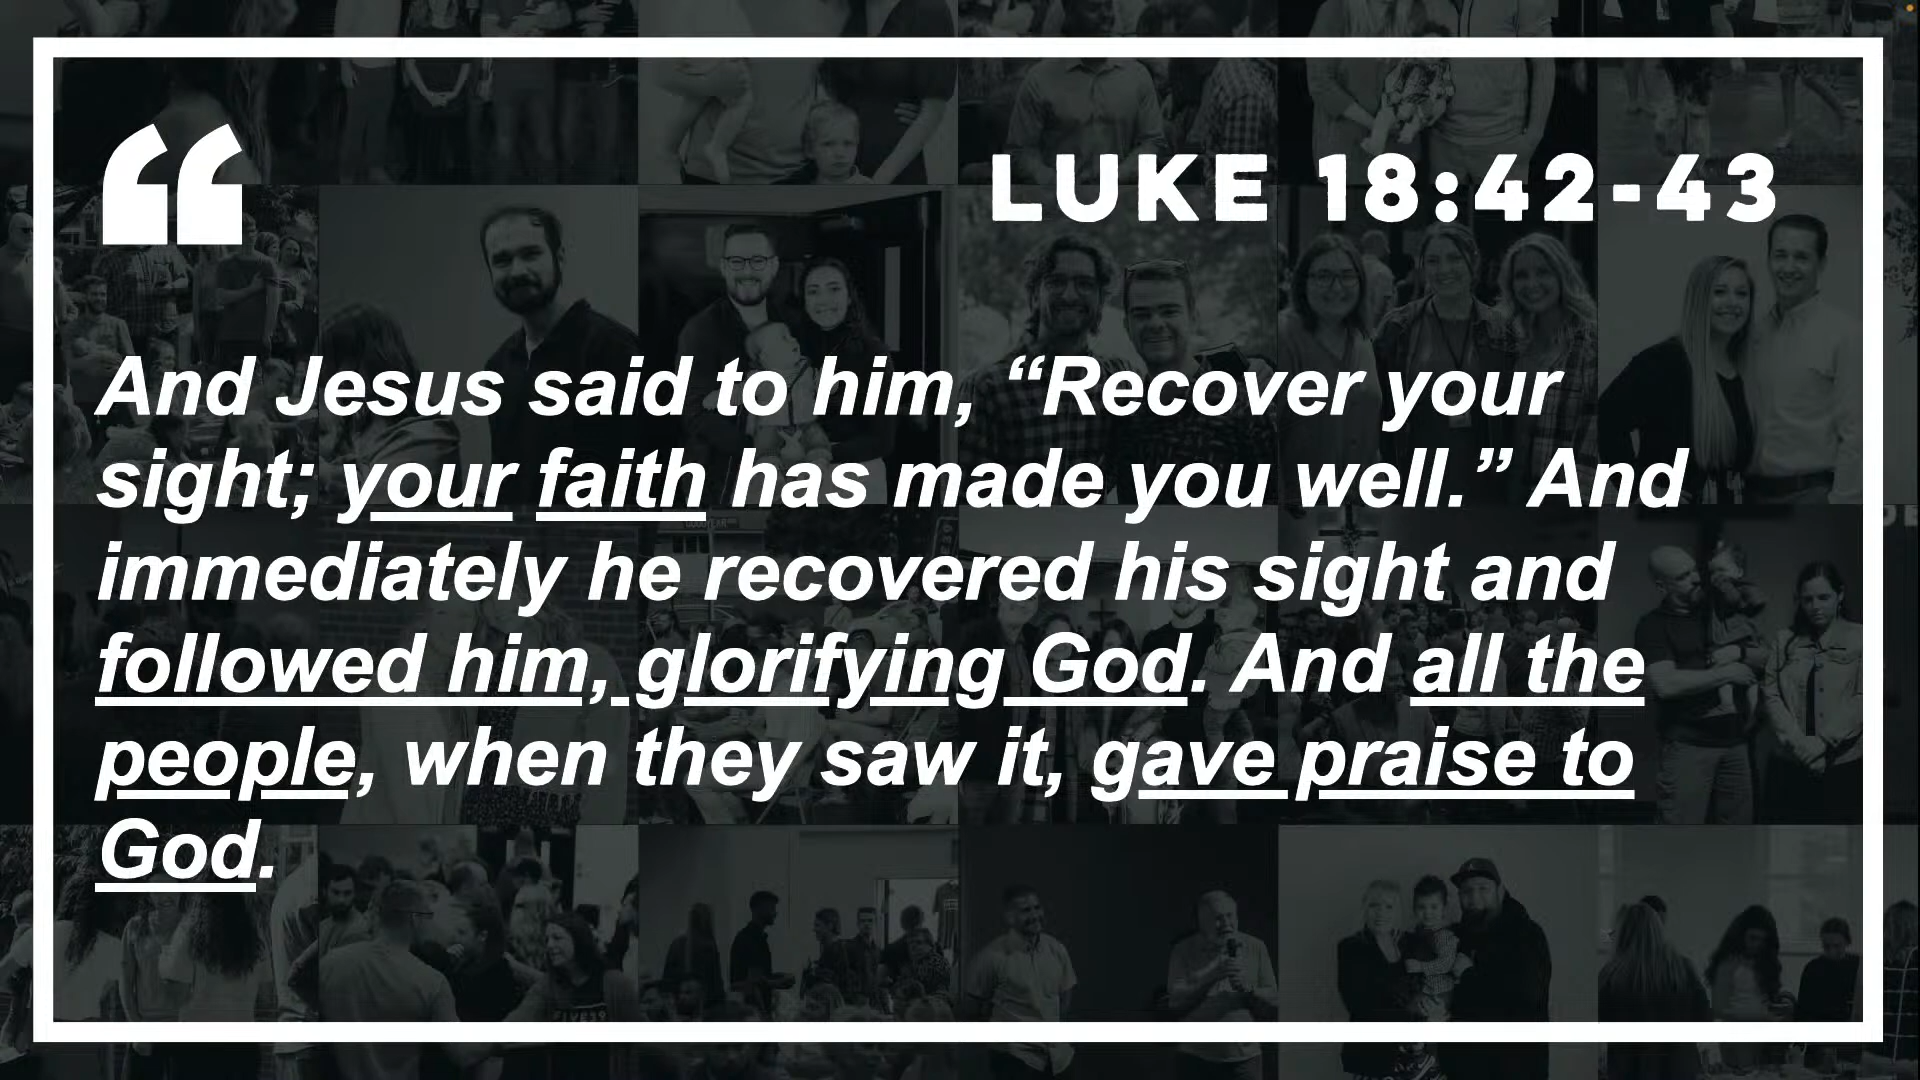 “
LUKE 18:42-43
And Jesus said to him, “Recover your
sight; your faith has made you well.” And
immediately he recovered his sight and
followed him, glorifying God. And all the
people, when they saw it, gave praise to
God.